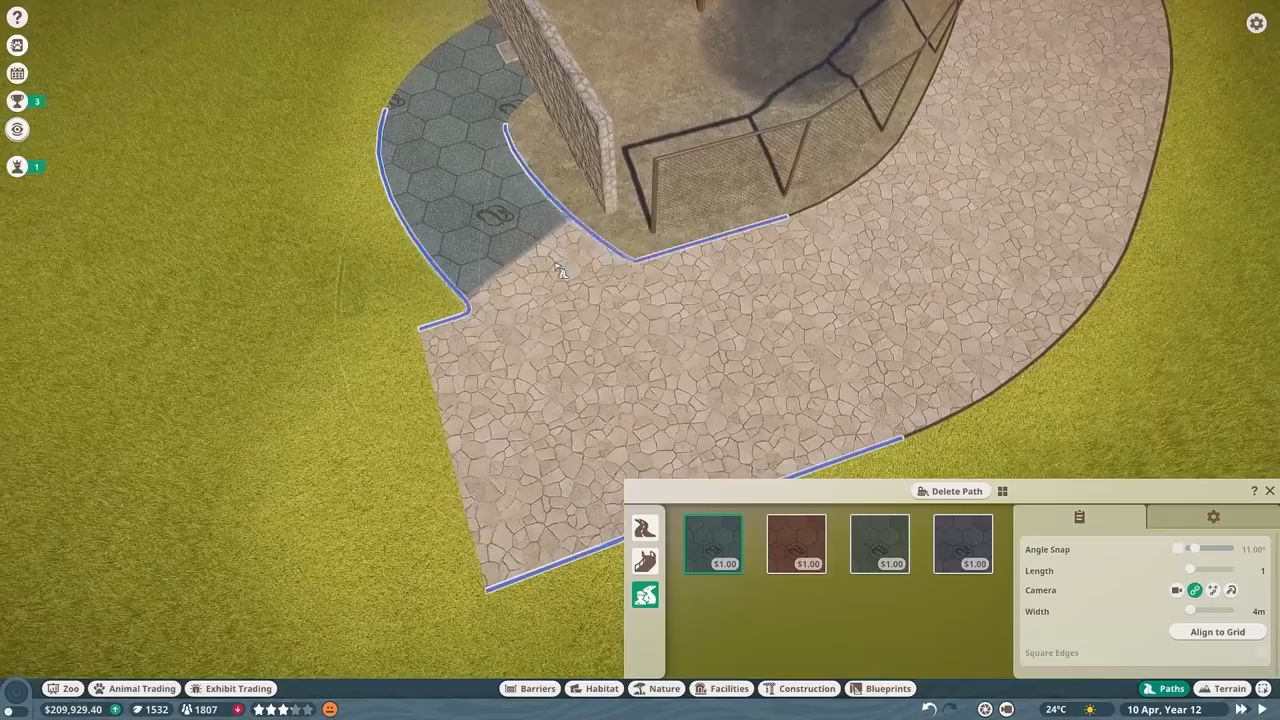 ?
3
1
Delete Path
?
$1.00 $1.00 $1.00 $1.00
Angle Snap 11.00°
Length 1
Camera
Width 4m
Align to Grid
Square Edges
Zoo Animal Trading Exhibit Trading Barriers Habitat Nature Facilities Construction Blueprints Paths Terrain
$209,929.40 1532 1807 24°C 10 Apr, Year 12